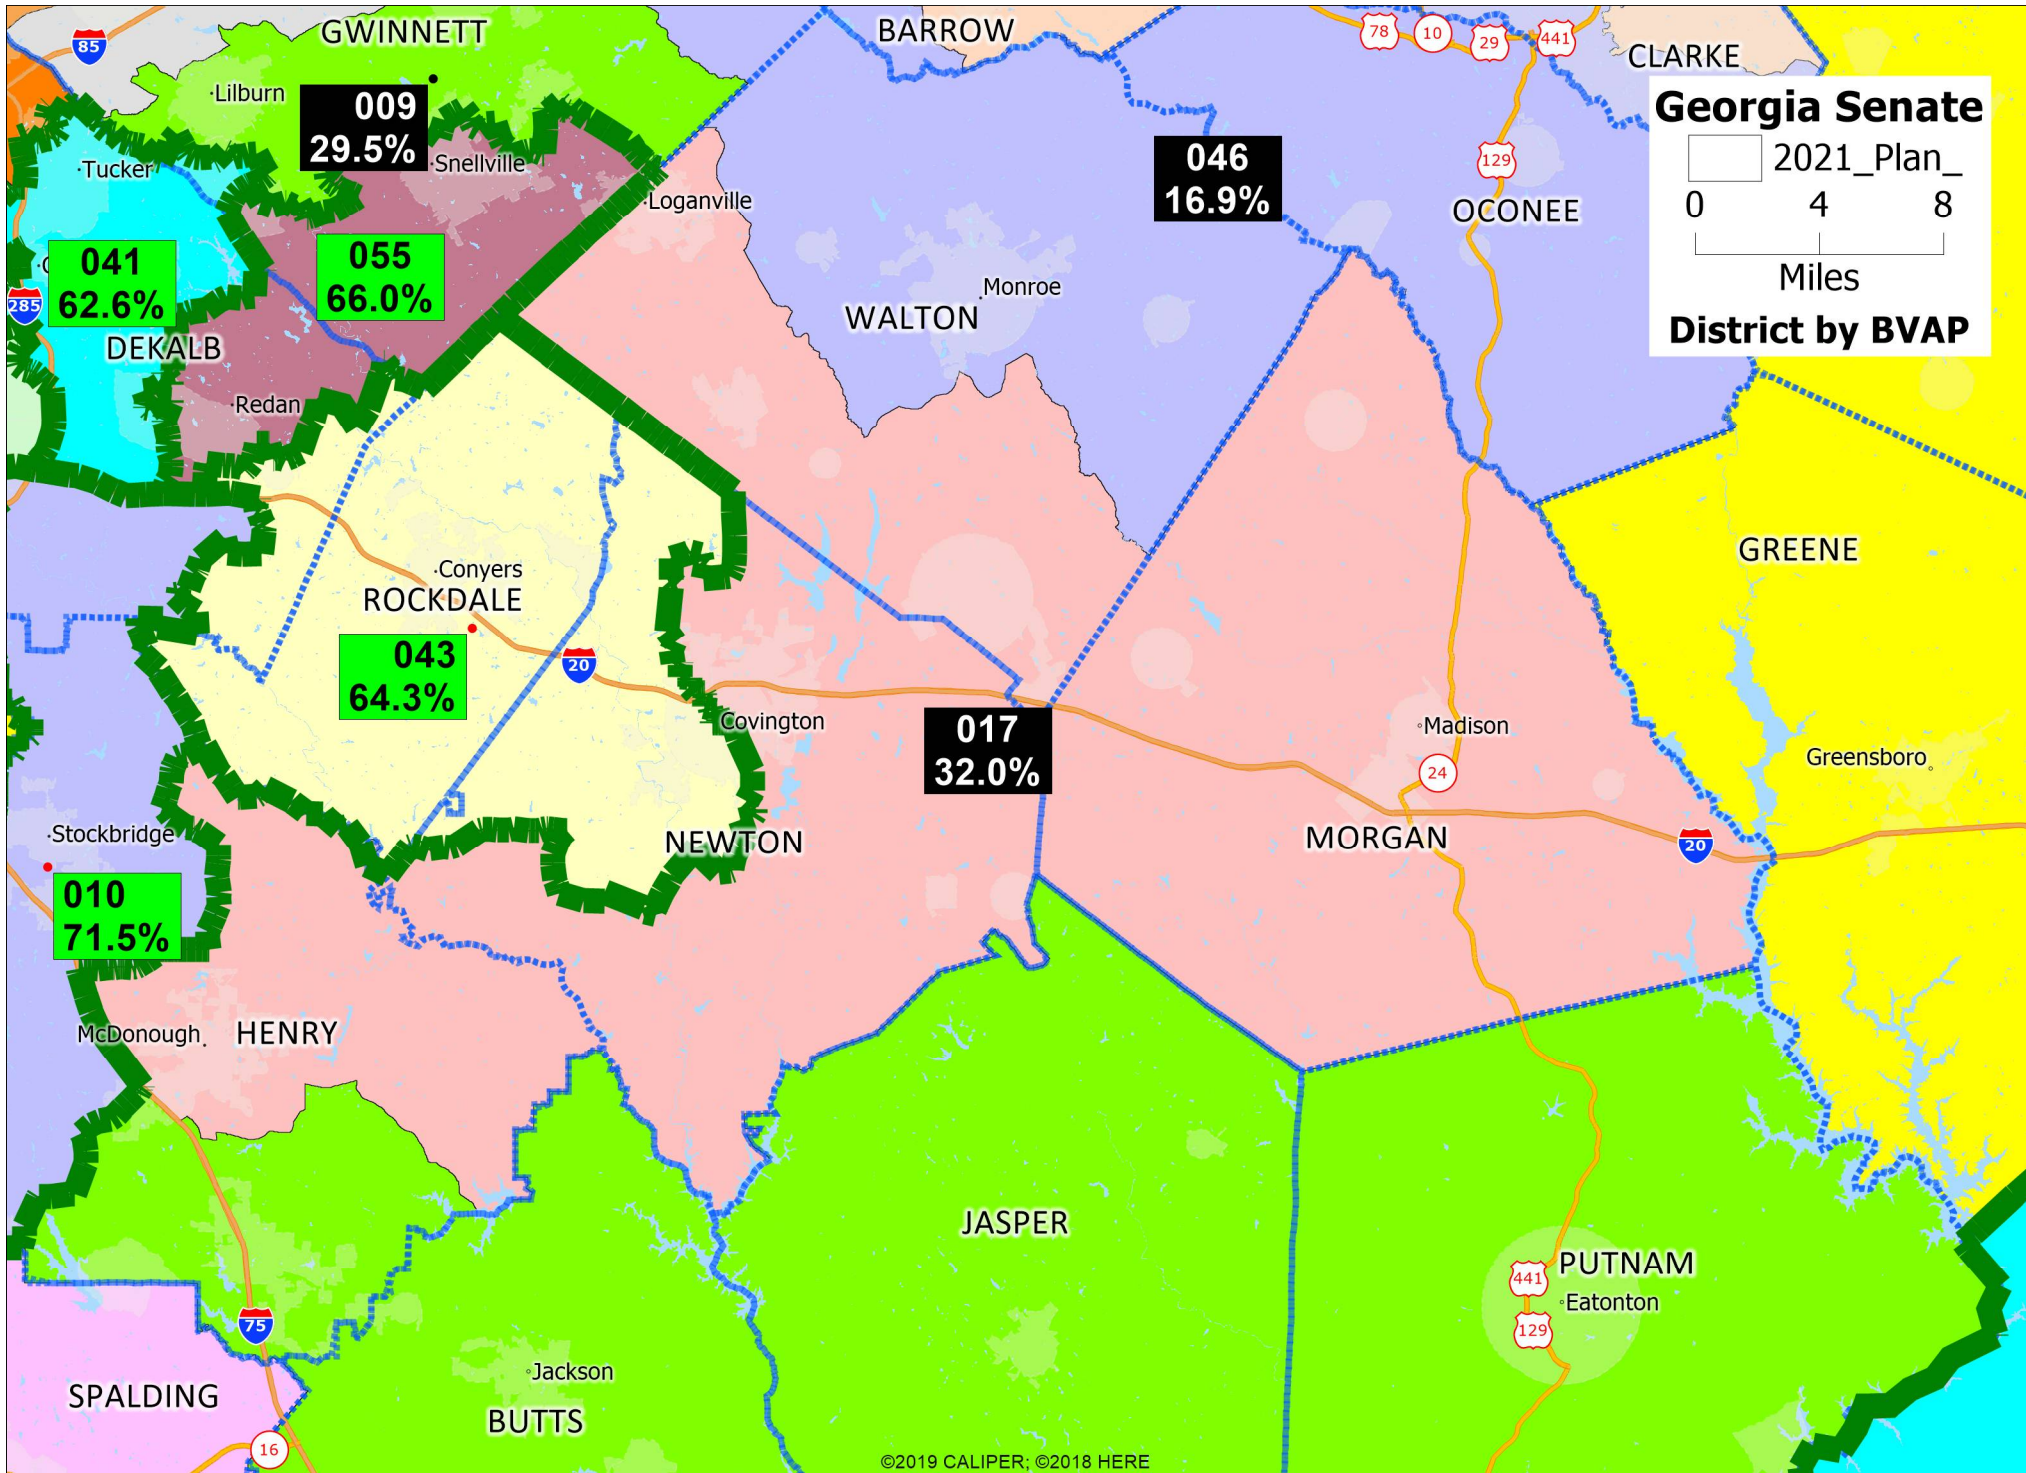 GWINNETT
BARROW
78
10
29
441
CLARKE
85
Lilburn
009
29.5%
Georgia Senate
2021_Plan_
0 4 8
Miles
District by BVAP
Tucker
Snellville
046
16.9%
129
Loganville
OCONEE
041
62.6%
055
66.0%
285
Monroe
WALTON
DEKALB
Redan
GREENE
Conyers
ROCKDALE
043
64.3%
20
Covington
017
32.0%
Madison
24
Greensboro
Stockbridge
NEWTON
MORGAN
20
010
71.5%
McDonough
HENRY
JASPER
PUTNAM
441
Eatonton
75
129
Jackson
SPALDING
BUTTS
16
©2019 CALIPER; ©2018 HERE